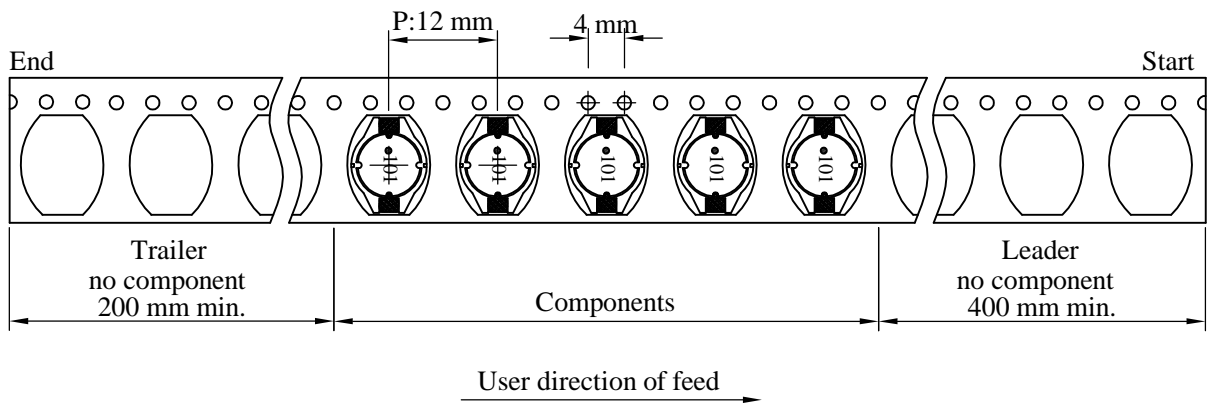 P:12 mm
4 mm
End
Start
101
101
101
101
101
Trailer
no component
200 mm min.
Components
Leader
no component
400 mm min.
User direction of feed